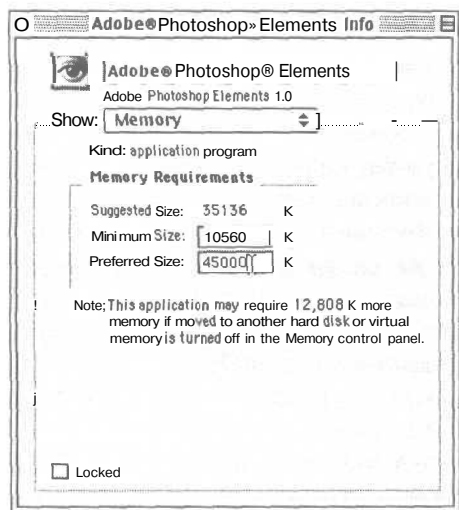 Adobe® Photoshop» Elements Info
Adobe® Photoshop® Elements
Adobe Photoshop Elements 1.0
Show: Memory
Kind: application program
Memory Requirements
Suggested Size: 35136 K
Minimum Size: 10560 K
Preferred Size: 45000 K
Note; This application may require 12,808 K more
memory if moved to another hard disk or virtual
memory is turned off in the Memory control panel.
Locked